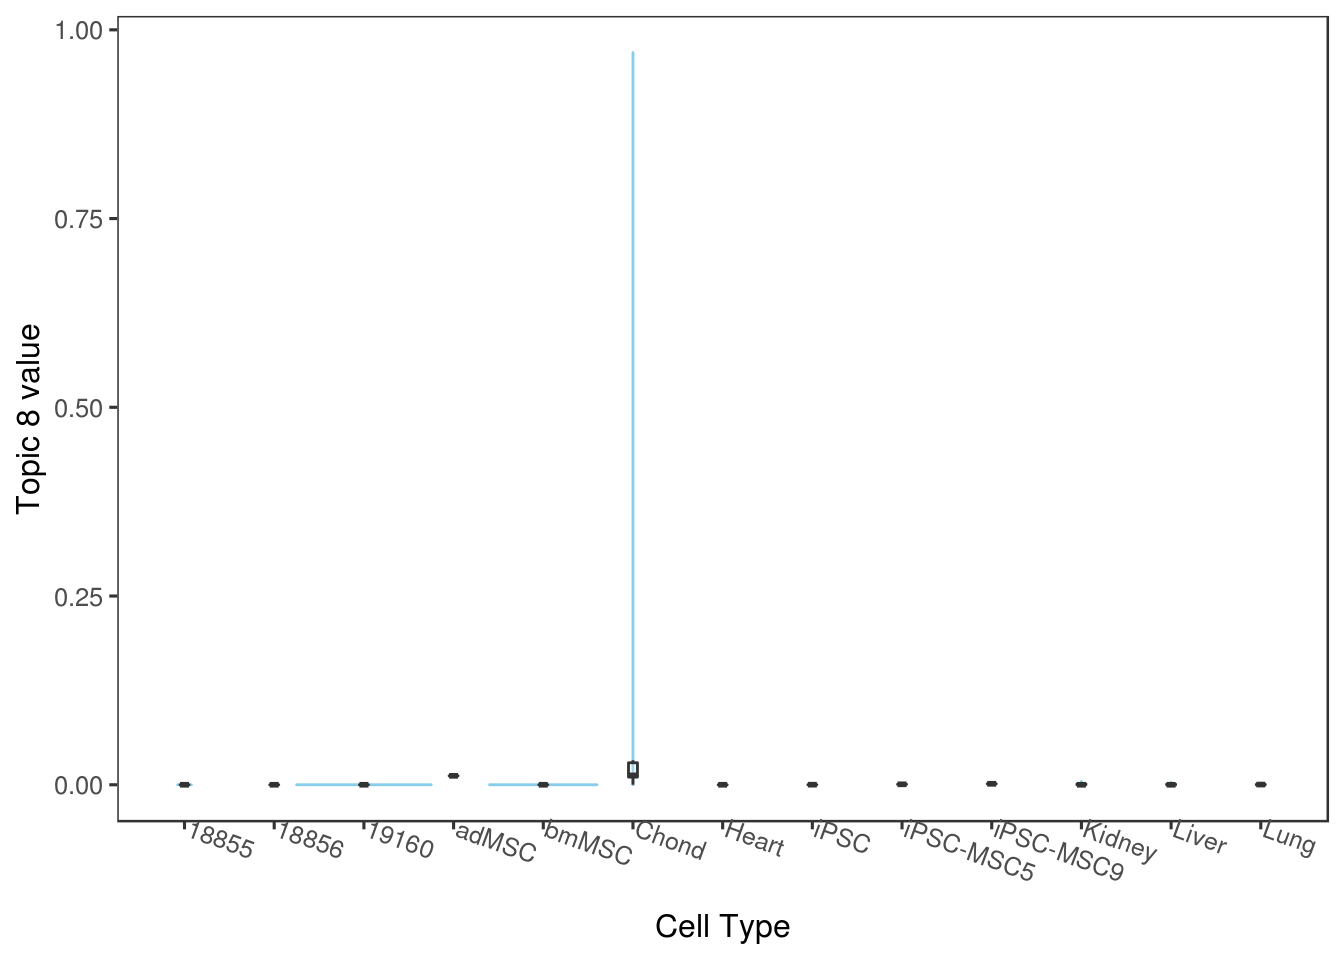 1.00
0.75
0.50
0.25
0.00
Topic 8 value
18855 18856 19160 adMSC bmMSC Chond Heart iPSC iPSC-MSC5 iPSC-MSC9 Kidney Liver Lung
Cell Type